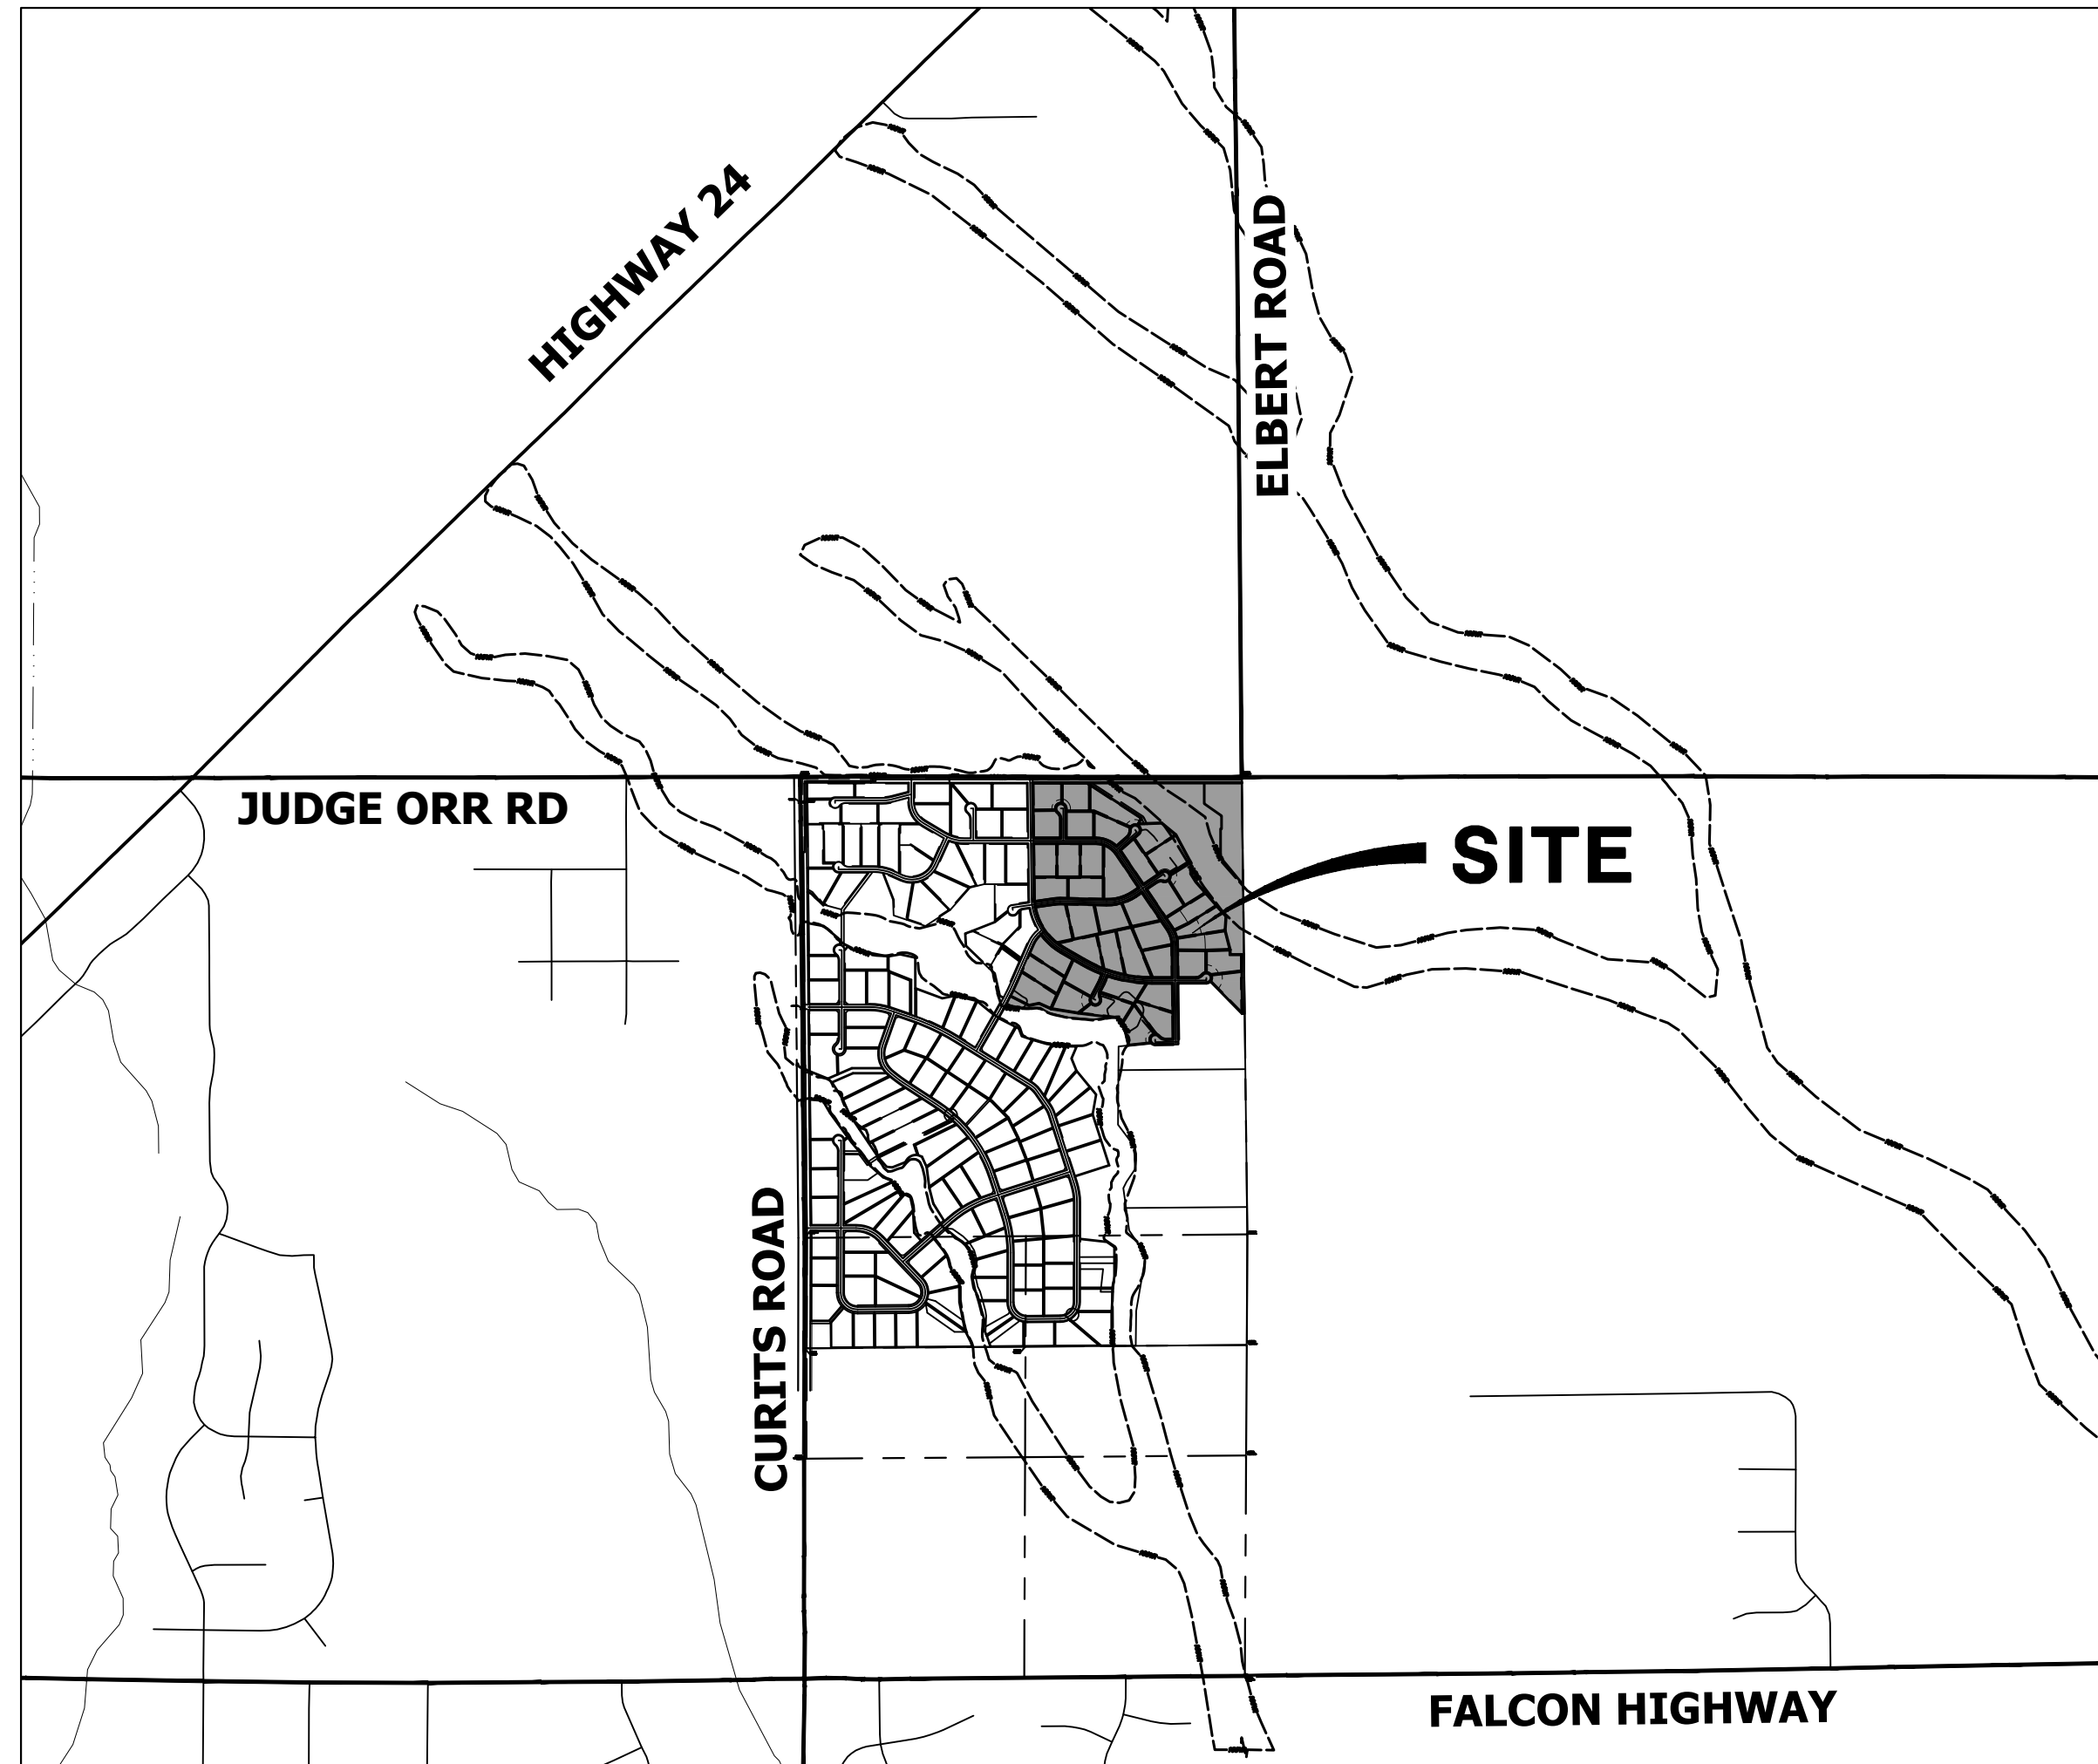 HIGHWAY 24
ELBERT ROAD
JUDGE ORR RD
SITE
CURITS ROAD
FALCON HIGHWAY